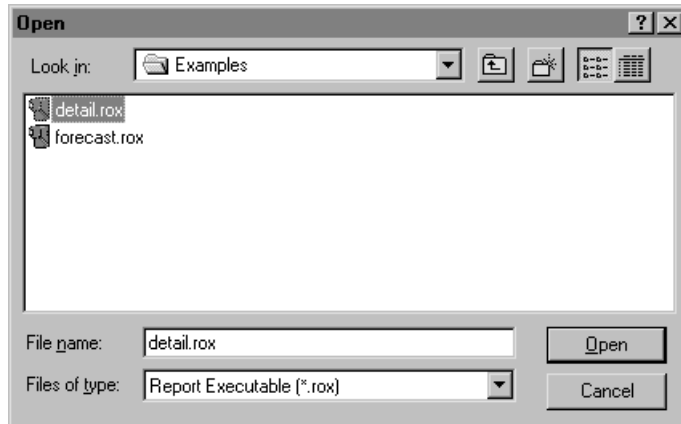 Open
Look in: Examples
detail.rox
forecast.rox
File name: detail.rox Open
Files of type: Report Executable (*.rox) Cancel